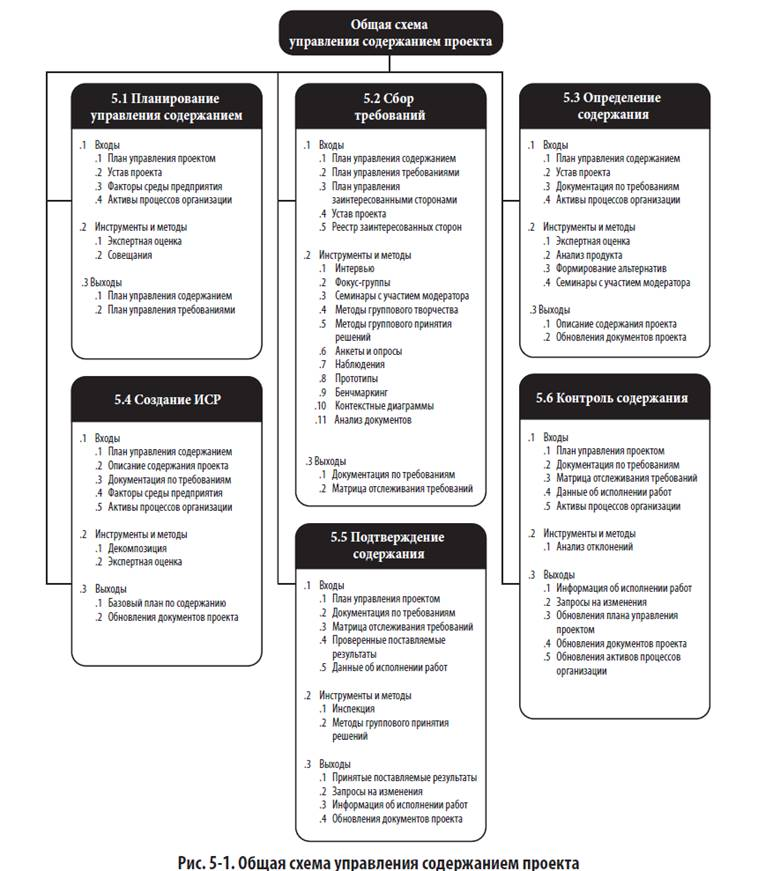 Общая схема
управления содержанием проекта
5.1 Планирование
управления содержанием
.1 Входы
.1 План управления проектом
.2 Устав проекта
.3 Факторы среды предприятия
.4 Активы процессов организации
.2 Инструменты и методы
.1 Экспертная оценка
.2 Совещания
.3 Выходы
.1 План управления содержанием
.2 План управления требованиями
5.2 Сбор
требований
.1 Входы
.1 План управления содержанием
.2 План управления требованиями
.3 План управления
заинтересованными сторонами
.4 Устав проекта
.5 Реестр заинтересованных сторон
.2 Инструменты и методы
.1 Интервью
.2 Фокус-группы
.3 Семинары с участием модератора
.4 Методы группового творчества
.5 Методы группового принятия
решений
.6 Анкеты и опросы
.7 Наблюдения
.8 Прототипы
.9 Бенчмаркинг
.10 Контекстные диаграммы
.11 Анализ документов
.3 Выходы
.1 Документация по требованиям
.2 Матрица отслеживания требований
5.3 Определение
содержания
.1 Входы
.1 План управления содержанием
.2 Устав проекта
.3 Документация по требованиям
.4 Активы процессов организации
.2 Инструменты и методы
.1 Экспертная оценка
.2 Анализ продукта
.3 Формирование альтернатив
.4 Семинары с участием модератора
.3 Выходы
.1 Описание содержания проекта
.2 Обновления документов проекта
5.4 Создание ИСР
.1 Входы
.1 План управления содержанием
.2 Описание содержания проекта
.3 Документация по требованиям
.4 Факторы среды предприятия
.5 Активы процессов организации
.2 Инструменты и методы
.1 Декомпозиция
.2 Экспертная оценка
.3 Выходы
.1 Базовый план по содержанию
.2 Обновления документов проекта
5.5 Подтверждение
содержания
.1 Входы
.1 План управления проектом
.2 Документация по требованиям
.3 Матрица отслеживания требований
.4 Проверенные поставляемые
результаты
.5 Данные об исполнении работ
.2 Инструменты и методы
.1 Инспекция
.2 Методы группового принятия
решений
.3 Выходы
.1 Принятые поставляемые результаты
.2 Запросы на изменения
.3 Информация об исполнении работ
.4 Обновления документов проекта
5.6 Контроль содержания
.1 Входы
.1 План управления проектом
.2 Документация по требованиям
.3 Матрица отслеживания требований
.4 Данные об исполнении работ
.5 Активы процессов организации
.2 Инструменты и методы
.1 Анализ отклонений
.3 Выходы
.1 Информация об исполнении работ
.2 Запросы на изменения
.3 Обновления плана управления
проектом
.4 Обновления документов проекта
.5 Обновления активов процессов
организации
Рис. 5-1. Общая схема управления содержанием проекта